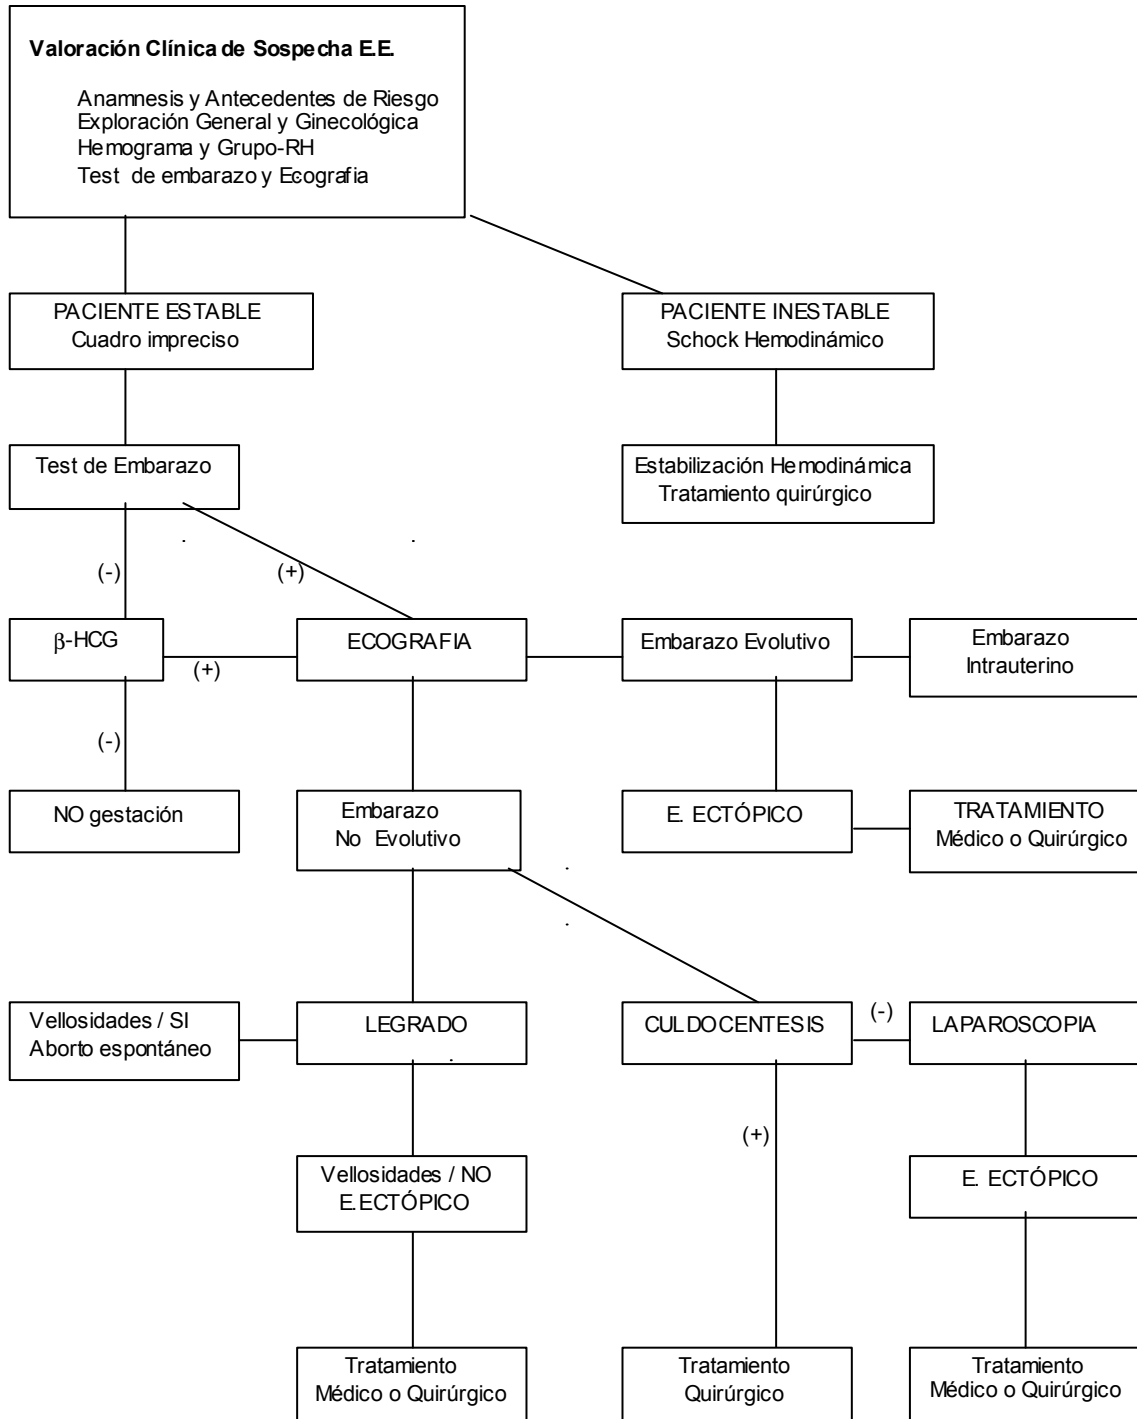 Valoración Clínica de Sospecha E.E.
Anamnesis y Antecedentes de Riesgo
Exploración General y Ginecológica
Hemograma y Grupo-RH
Test de embarazo y Ecografia
PACIENTE ESTABLE
Cuadro impreciso
PACIENTE INESTABLE
Schock Hemodinámico
Test de Embarazo
Estabilización Hemodinámica
Tratamiento quirúrgico
(-)
(+)
β-HCG
(+)
ECOGRAFIA
Embarazo Evolutivo
Embarazo
Intrauterino
(-)
NO gestación
Embarazo
No Evolutivo
E. ECTÓPICO
TRATAMIENTO
Médico o Quirúrgico
Vellosidades / SI
Aborto espontáneo
LEGRADO
CULDOCENTESIS
(-)
LAPAROSCOPIA
(+)
Vellosidades / NO
E.ECTÓPICO
E. ECTÓPICO
Tratamiento
Médico o Quirúrgico
Tratamiento
Quirúrgico
Tratamiento
Médico o Quirúrgico